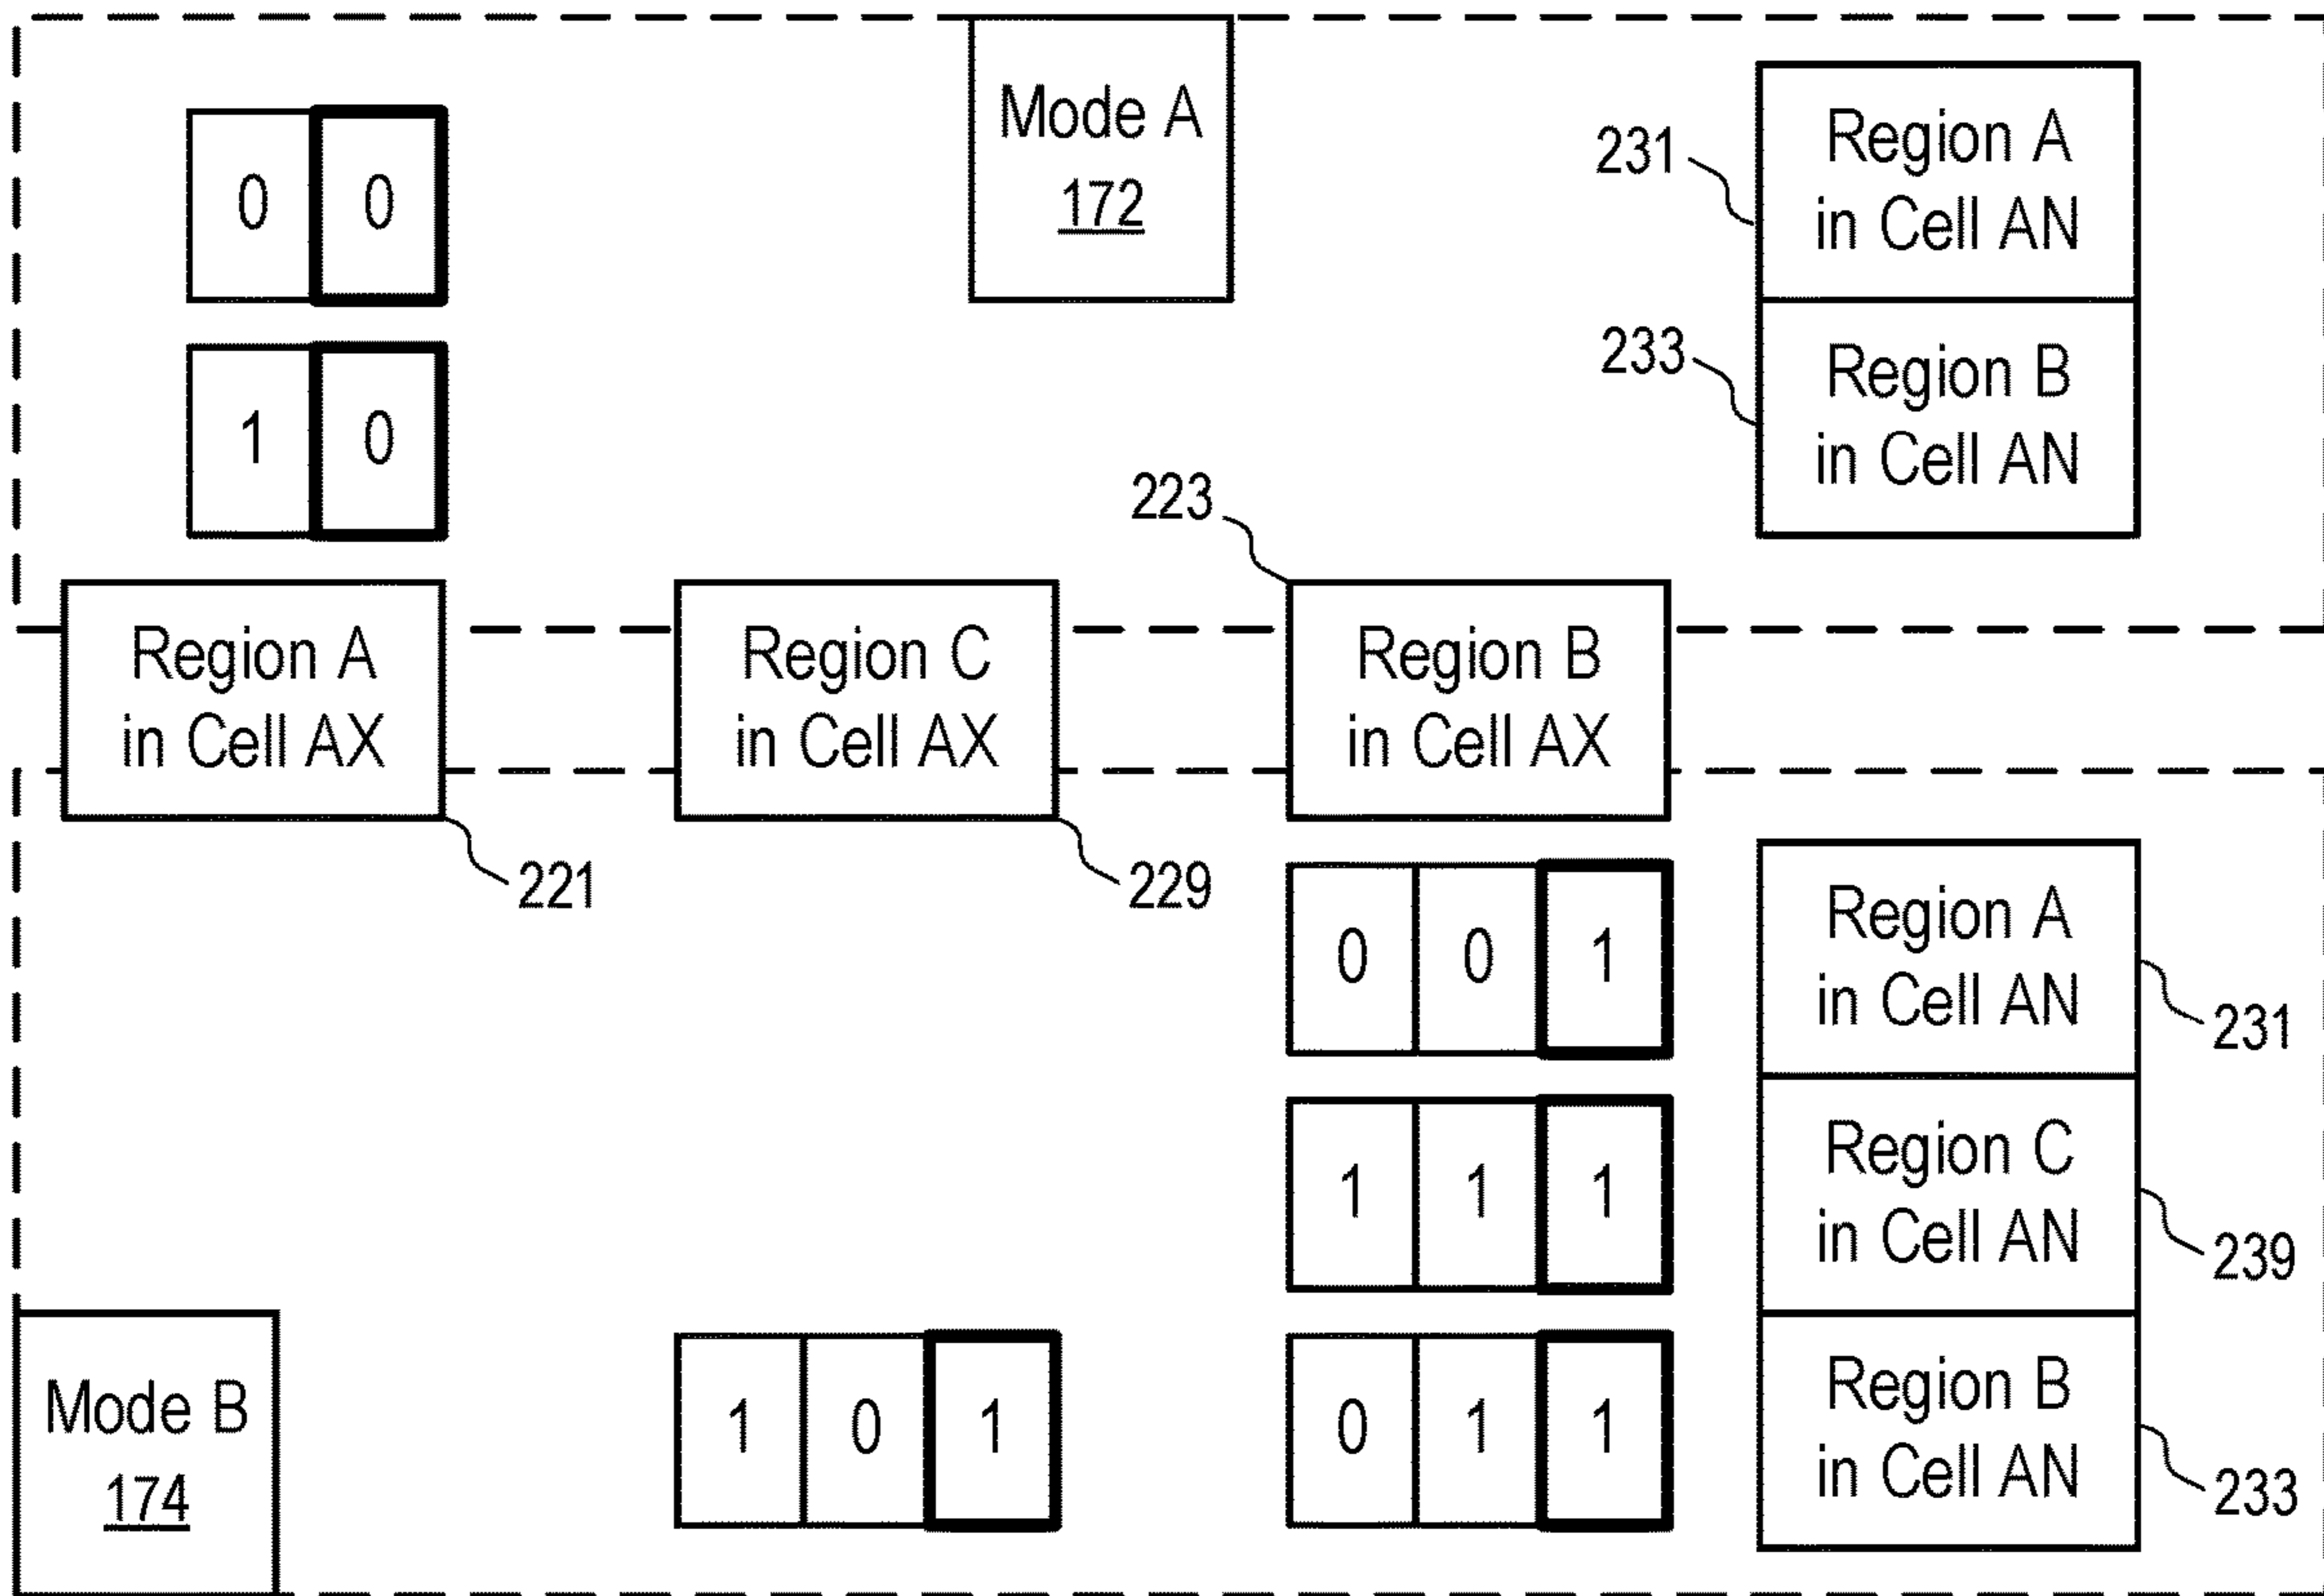 Mode A
172
0 0
231
Region A
in Cell AN
1 0
233
Region B
in Cell AN
223
Region A
in Cell AX
221
Region C
in Cell AX
229
Region B
in Cell AX
0 0 1
Region A
in Cell AN
231
1 1 1
Region C
in Cell AN
239
Mode B
174
1 0 1
0 1 1
Region B
in Cell AN
233